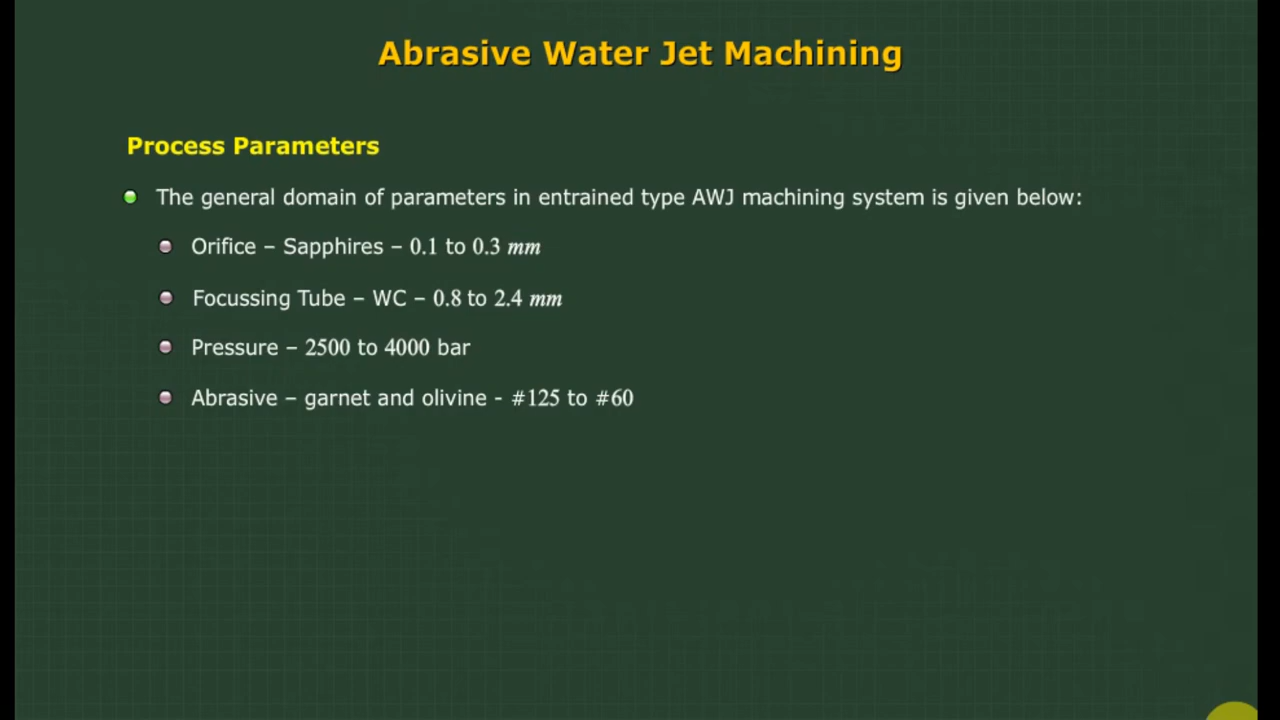 Abrasive Water Jet Machining
Process Parameters
The general domain of parameters in entrained type AWJ machining system is given below:
Orifice – Sapphires – 0.1 to 0.3 mm
Focussing Tube – WC – 0.8 to 2.4 mm
Pressure – 2500 to 4000 bar
Abrasive – garnet and olivine - #125 to #60